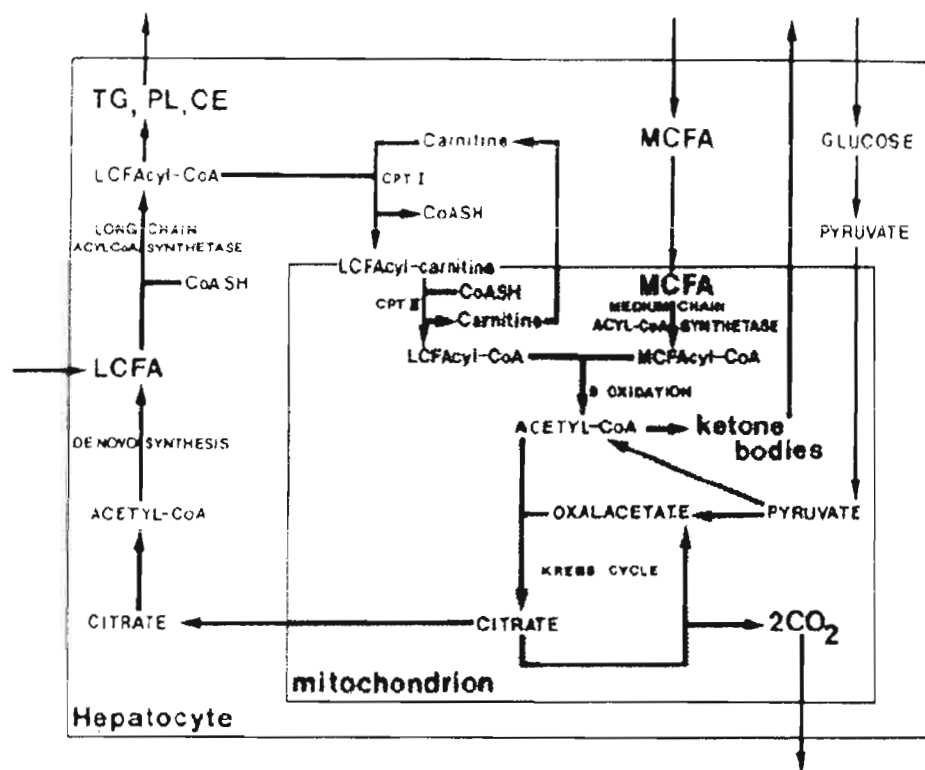 TG, PL, CE
LCFAcyl-CoA
LONG CHAIN
ACYLCoA SYNTHETASE
CoASH
LCFA
DE NOVO SYNTHESIS
ACETYL-CoA
CITRATE
Carnitine
CPT I
CoASH
LCFAcyl-carnitine
CPT II
CoASH
Carnitine
LCFAcyl-CoA
MCFA
MCFA
MEDIUM CHAIN
ACYL-CoA SYNTHETASE
MCFAcyl-CoA
B OXIDATION
ACETYL-CoA
ketone
bodies
GLUCOSE
PYRUVATE
OXALACETATE
PYRUVATE
KREBS CYCLE
CITRATE
2CO₂
mitochondrion
Hepatocyte